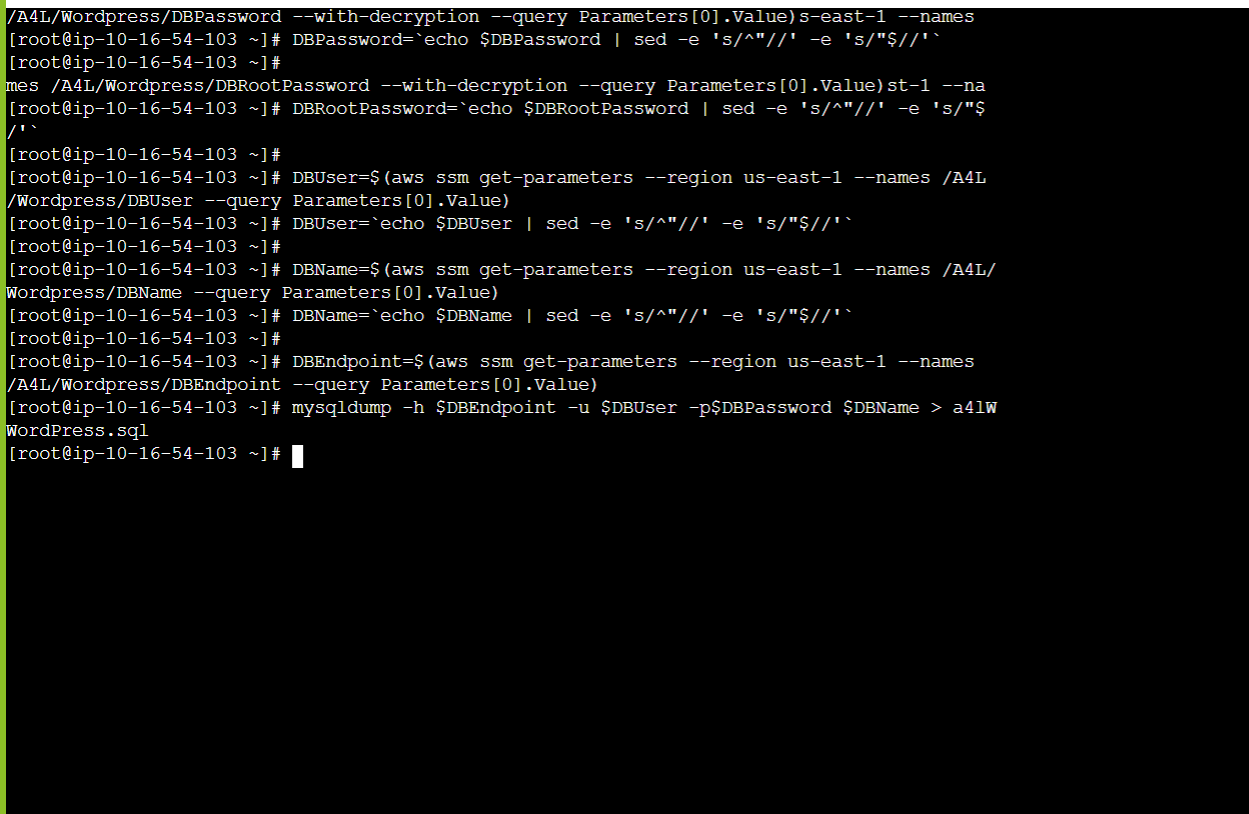 /A4L/Wordpress/DBPassword --with-decryption --query Parameters[0].Value)s-east-1 --names
[root@ip-10-16-54-103 ~]# DBPassword=`echo $DBPassword | sed -e 's/^"//' -e 's/"$//'`
[root@ip-10-16-54-103 ~]#
mes /A4L/Wordpress/DBRootPassword --with-decryption --query Parameters[0].Value)st-1 --na
[root@ip-10-16-54-103 ~]# DBRootPassword=`echo $DBRootPassword | sed -e 's/^"//' -e 's/"$
/'`
[root@ip-10-16-54-103 ~]#
[root@ip-10-16-54-103 ~]# DBUser=$(aws ssm get-parameters --region us-east-1 --names /A4L
/Wordpress/DBUser --query Parameters[0].Value)
[root@ip-10-16-54-103 ~]# DBUser=`echo $DBUser | sed -e 's/^"//' -e 's/"$//'`
[root@ip-10-16-54-103 ~]#
[root@ip-10-16-54-103 ~]# DBName=$(aws ssm get-parameters --region us-east-1 --names /A4L/
Wordpress/DBName --query Parameters[0].Value)
[root@ip-10-16-54-103 ~]# DBName=`echo $DBName | sed -e 's/^"//' -e 's/"$//'`
[root@ip-10-16-54-103 ~]#
[root@ip-10-16-54-103 ~]# DBEndpoint=$(aws ssm get-parameters --region us-east-1 --names
/A4L/Wordpress/DBEndpoint --query Parameters[0].Value)
[root@ip-10-16-54-103 ~]# mysqldump -h $DBEndpoint -u $DBUser -p$DBPassword $DBName > a4lW
WordPress.sql
[root@ip-10-16-54-103 ~]#